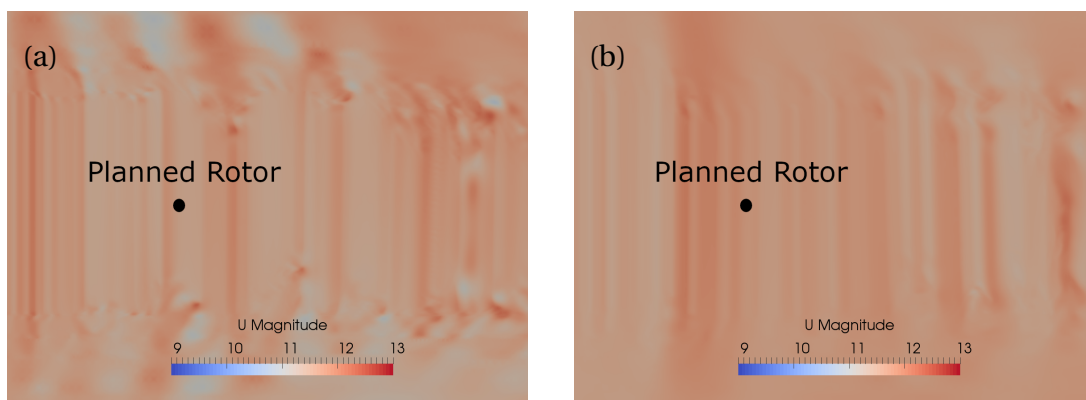 (a)
Planned Rotor
U Magnitude
9 10 11 12 13
(b)
Planned Rotor
U Magnitude
9 10 11 12 13